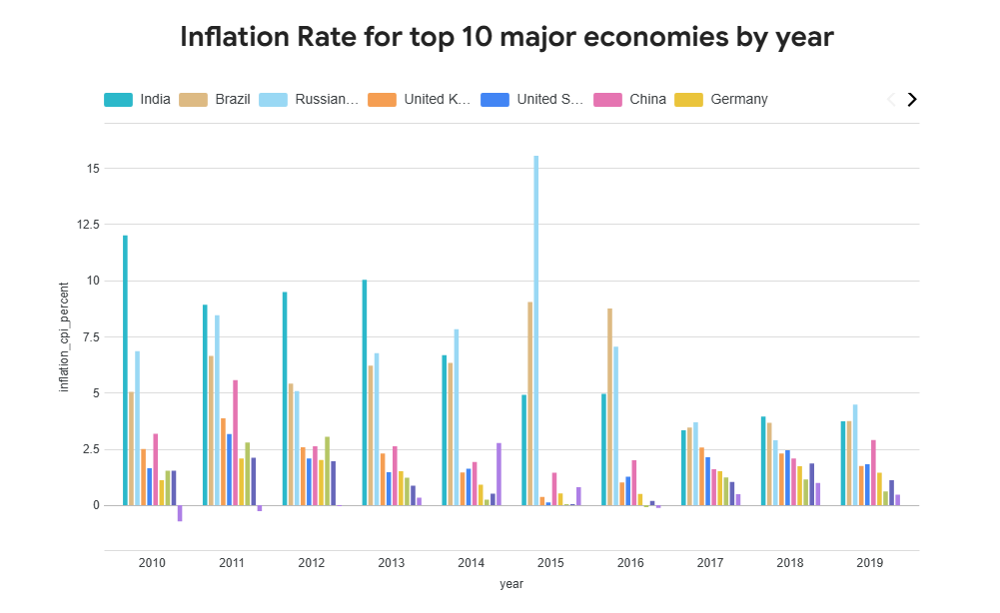 Inflation Rate for top 10 major economies by year
India Brazil Russian... United K... United S... China Germany
15
12.5
10
7.5
5
2.5
0
inflation_cpi_percent
2010 2011 2012 2013 2014 2015 2016 2017 2018 2019
year